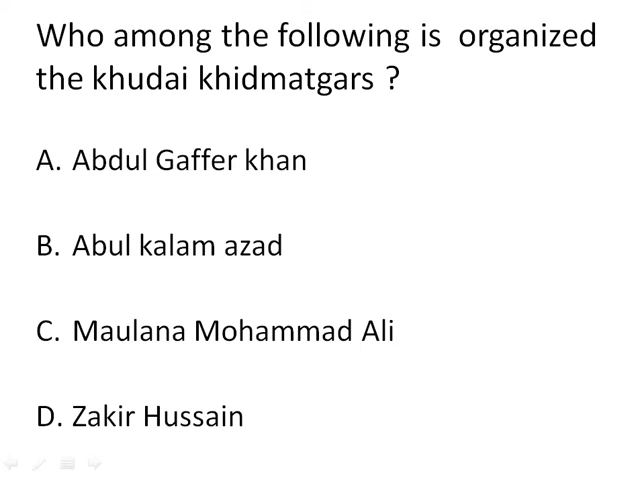 Who among the following is organized
the khudai khidmatgars ?
A. Abdul Gaffer khan
B. Abul kalam azad
C. Maulana Mohammad Ali
D. Zakir Hussain